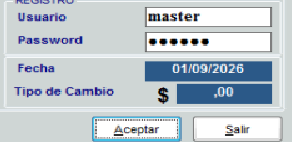 REGISTRO
Usuario master
Password ●●●●●●
Fecha 01/09/2026
Tipo de Cambio $ ,00
Aceptar Salir